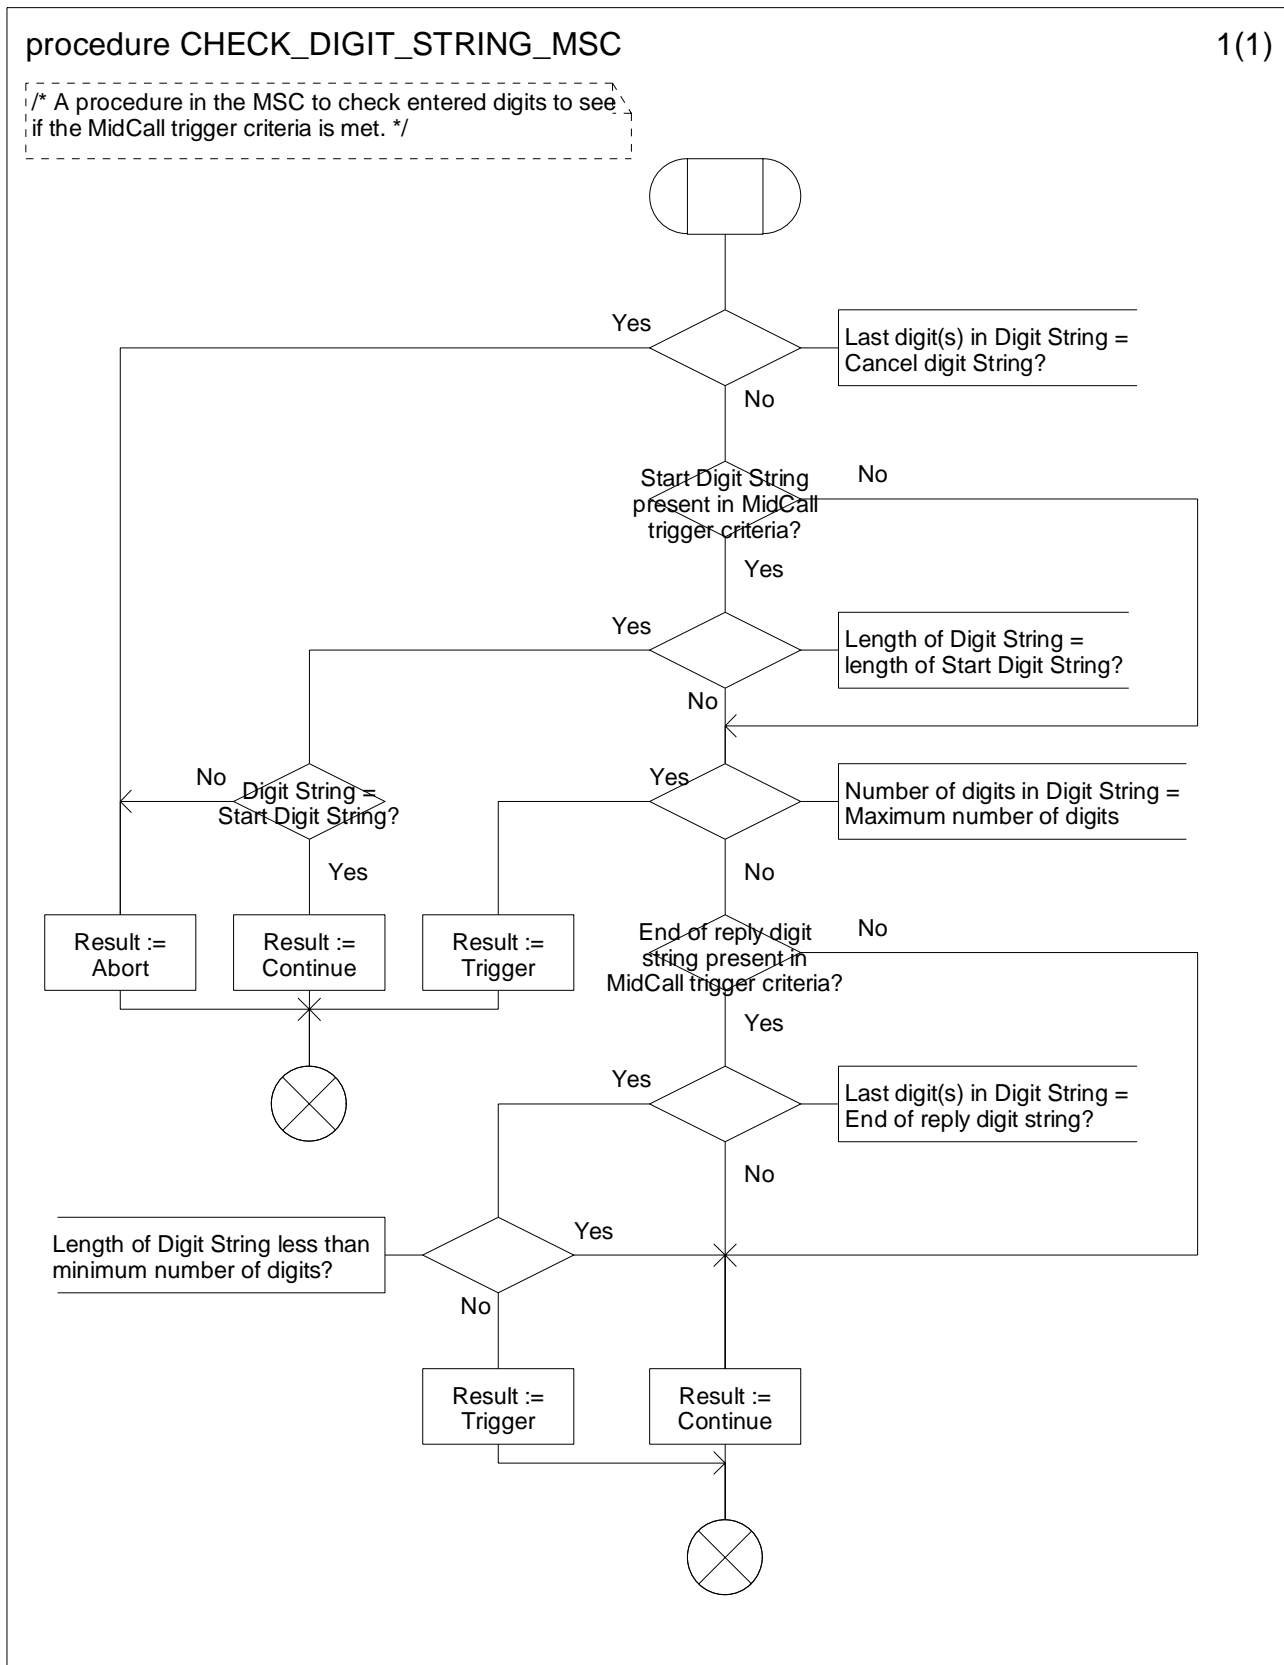 procedure CHECK_DIGIT_STRING_MSC
1(1)
/* A procedure in the MSC to check entered digits to see
if the MidCall trigger criteria is met. */
Yes
Last digit(s) in Digit String =
Cancel digit String?
No
Start Digit String
present in MidCall
trigger criteria?
No
Yes
Yes
Length of Digit String =
length of Start Digit String?
No
No
Digit String =
Start Digit String?
Yes
Number of digits in Digit String =
Maximum number of digits
Yes
No
Result :=
Abort
Result :=
Continue
Result :=
Trigger
End of reply digit
string present in
MidCall trigger criteria?
No
Yes
Yes
Last digit(s) in Digit String =
End of reply digit string?
No
Length of Digit String less than
minimum number of digits?
Yes
No
Result :=
Trigger
Result :=
Continue